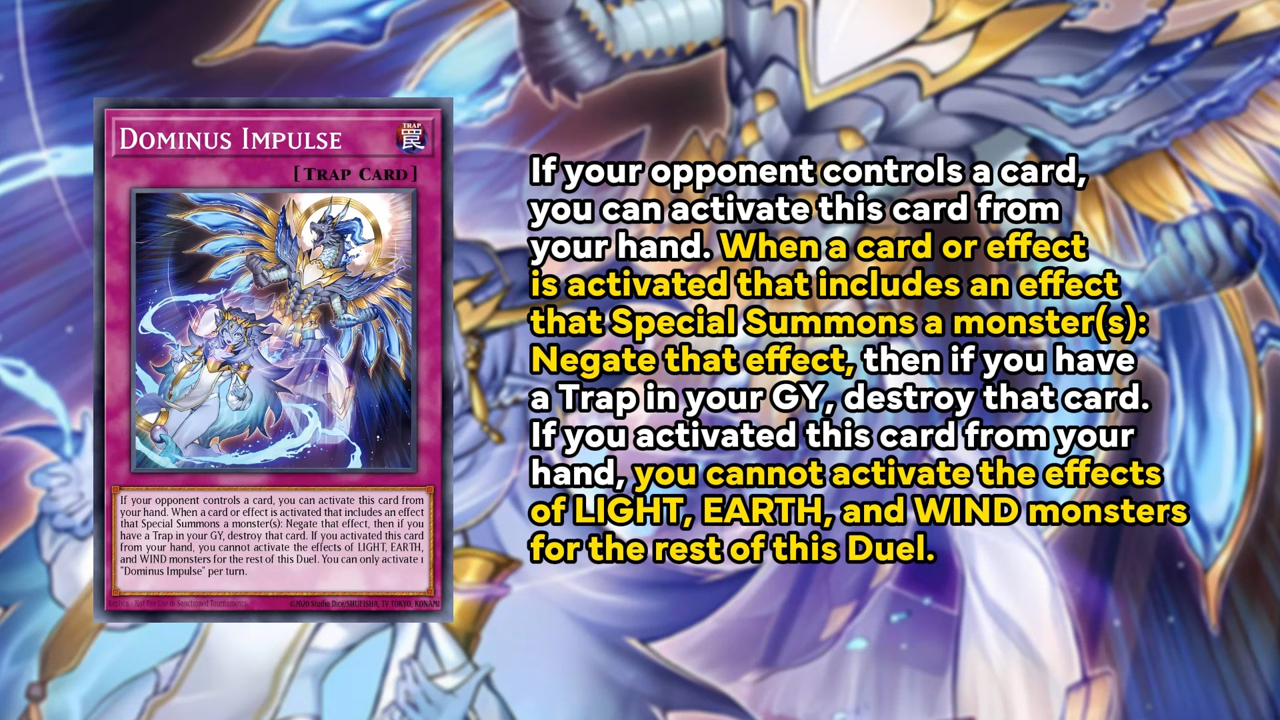 DOMINUS IMPULSE
TRAP
罠
[TRAP CARD]
If your opponent controls a card, you can activate this card from
your hand. When a card or effect is activated that includes an effect
that Special Summons a monster(s): Negate that effect, then if you
have a Trap in your GY, destroy that card. If you activated this card
from your hand, you cannot activate the effects of LIGHT, EARTH,
and WIND monsters for the rest of this Duel. You can only activate 1
"Dominus Impulse" per turn.
©2020 Studio Dice/SHUEISHA, TV TOKYO, KONAMI
If your opponent controls a card,
you can activate this card from
your hand. When a card or effect
is activated that includes an effect
that Special Summons a monster(s):
Negate that effect, then if you have
a Trap in your GY, destroy that card.
If you activated this card from your
hand, you cannot activate the effects
of LIGHT, EARTH, and WIND monsters
for the rest of this Duel.